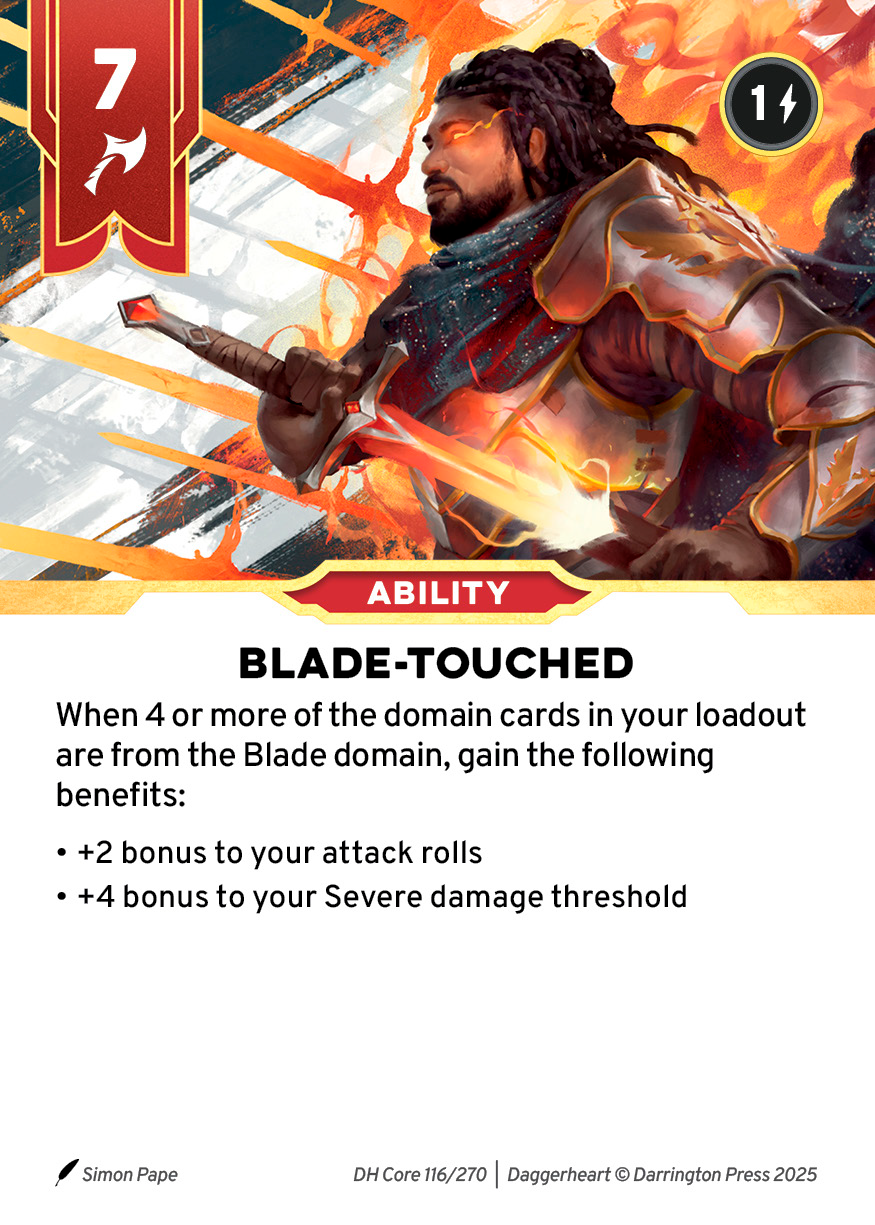 7
1
ABILITY
BLADE-TOUCHED
When 4 or more of the domain cards in your loadout
are from the Blade domain, gain the following
benefits:
• +2 bonus to your attack rolls
• +4 bonus to your Severe damage threshold
Simon Pape
DH Core 116/270 | Daggerheart © Darrington Press 2025